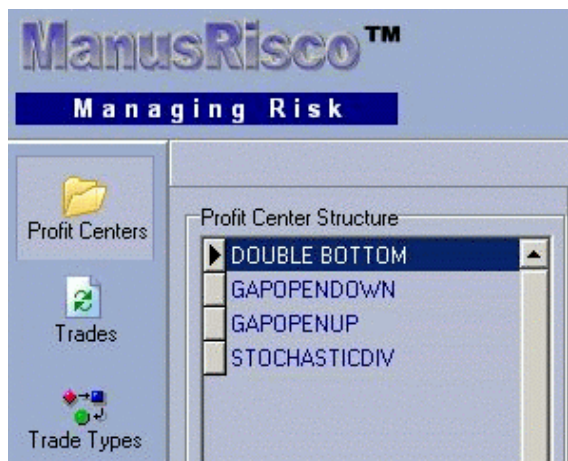 ManusRisco™
Managing Risk
Profit Centers
Trades
Trade Types
Profit Center Structure
DOUBLE BOTTOM
GAPOPENDOWN
GAPOPENUP
STOCHASTICDIV